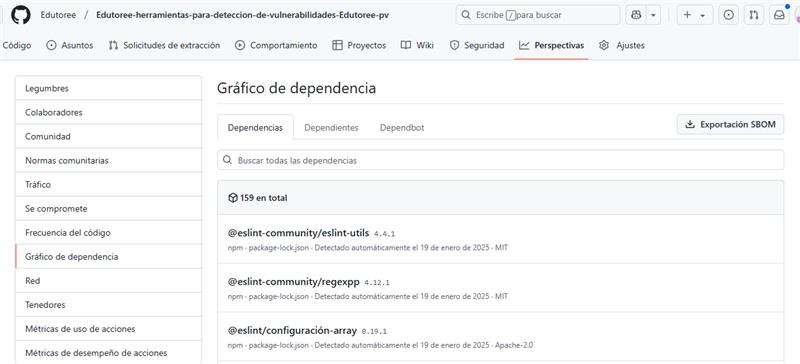 Edutoree / Edutoree-herramientas-para-deteccion-de-vulnerabilidades-Edutoree-pv
Escribe / para buscar
Código Asuntos Solicitudes de extracción Comportamiento Proyectos Wiki Seguridad Perspectivas Ajustes
Legumbres
Colaboradores
Comunidad
Normas comunitarias
Tráfico
Se compromete
Frecuencia del código
Gráfico de dependencia
Red
Tenedores
Métricas de uso de acciones
Métricas de desempeño de acciones
Gráfico de dependencia
Dependencias Dependientes Dependbot
Exportación SBOM
Buscar todas las dependencias
159 en total
@eslint-community/eslint-utils 4.4.1
npm · package-lock.json · Detectado automáticamente el 19 de enero de 2025 · MIT
@eslint-community/regexpp 4.12.1
npm · package-lock.json · Detectado automáticamente el 19 de enero de 2025 · MIT
@eslint/configuración-array 0.19.1
npm · package-lock.json · Detectado automáticamente el 19 de enero de 2025 · Apache-2.0